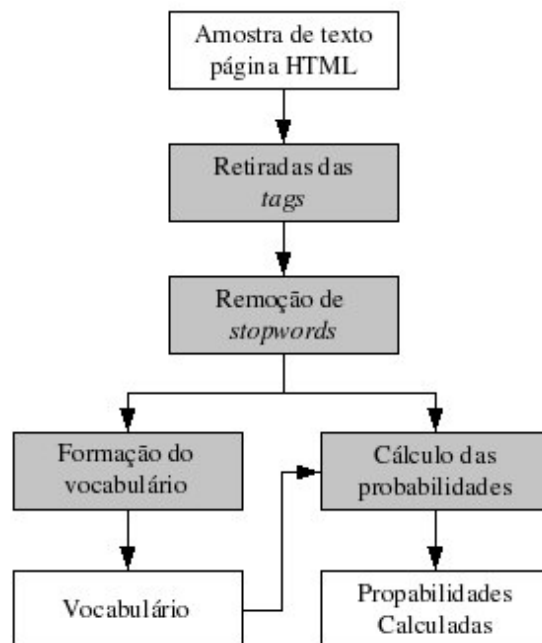 Amostra de texto
página HTML
Retiradas das
tags
Remoção de
stopwords
Formação do
vocabulário
Cálculo das
probabilidades
Vocabulário
Propabilidades
Calculadas